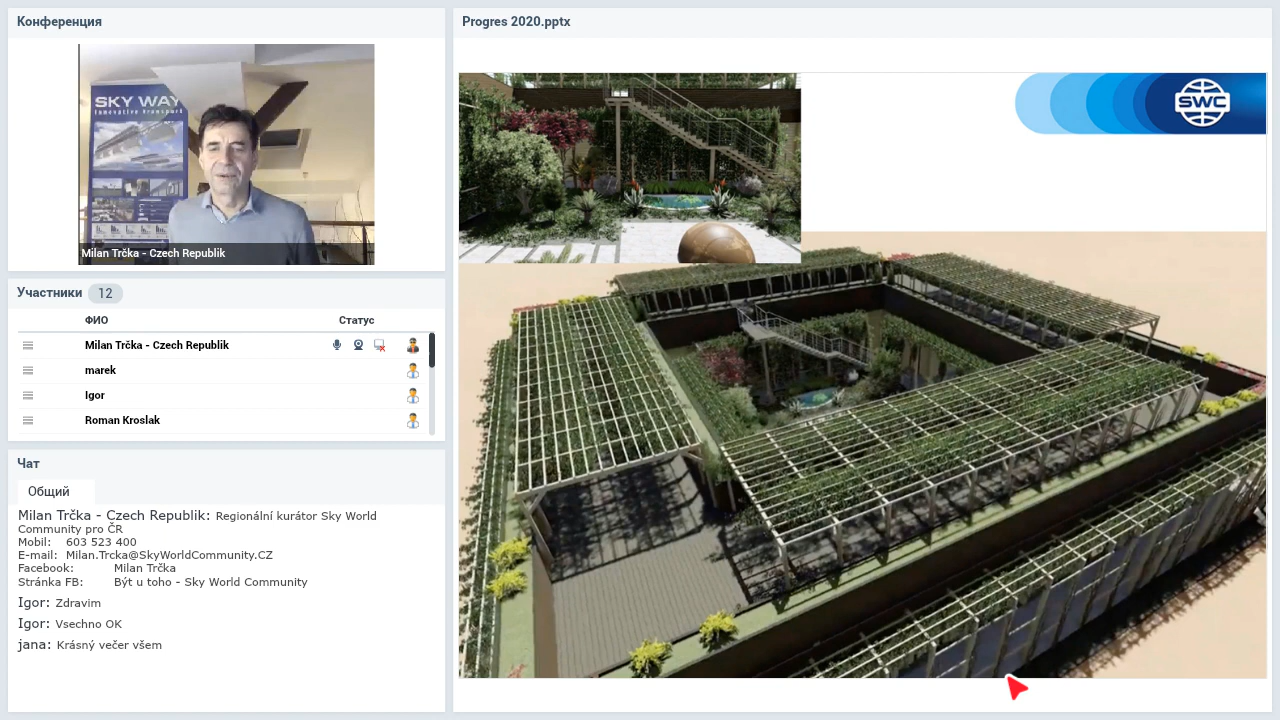 Конференция
SKY WAY
Innovative transport
Milan Trčka - Czech Republik
Участники 12
ФИО Статус
Milan Trčka - Czech Republik
marek
Igor
Roman Kroslak
Чат
Общий
Milan Trčka - Czech Republik: Regionální kurátor Sky World
Community pro ČR
Mobil: 603 523 400
E-mail: Milan.Trcka@SkyWorldCommunity.CZ
Facebook: Milan Trčka
Stránka FB: Být u toho - Sky World Community
Igor: Zdravim
Igor: Vsechno OK
jana: Krásný večer všem
Progres 2020.pptx
SWC